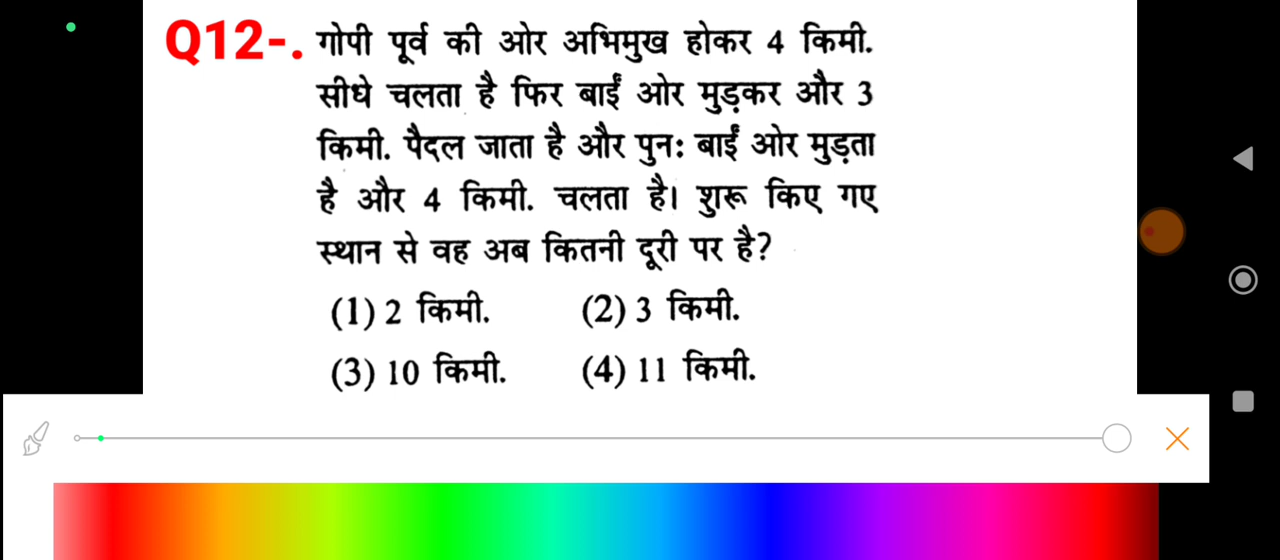 Q12-. गोपी पूर्व की ओर अभिमुख होकर 4 किमी.
सीधे चलता है फिर बाईं ओर मुड़कर और 3
किमी. पैदल जाता है और पुनः बाईं ओर मुड़ता
है और 4 किमी. चलता है। शुरू किए गए
स्थान से वह अब कितनी दूरी पर है?
(1) 2 किमी. (2) 3 किमी.
(3) 10 किमी. (4) 11 किमी.